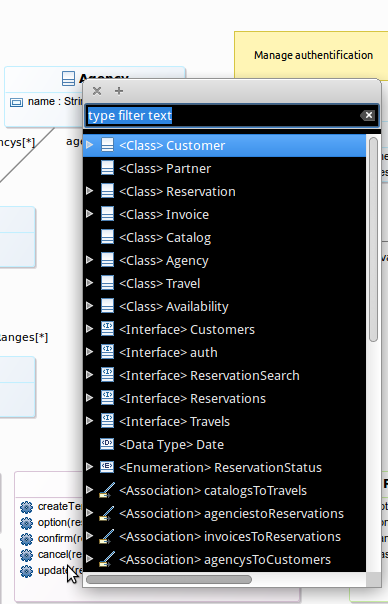 Manage authentification
Agency
name : Strin
ncys[*]
age
type filter text
<Class> Customer
<Class> Partner
<Class> Reservation
<Class> Invoice
<Class> Catalog
<Class> Agency
<Class> Travel
<Class> Availability
<Interface> Customers
<Interface> auth
<Interface> ReservationSearch
<Interface> Reservations
<Interface> Travels
<Data Type> Date
<Enumeration> ReservationStatus
<Association> catalogsToTravels
<Association> agenciestoReservations
<Association> invoicesToReservations
<Association> agencysToCustomers
anges[*]
createTe
option(re
confirm(re
cancel(re
update(re